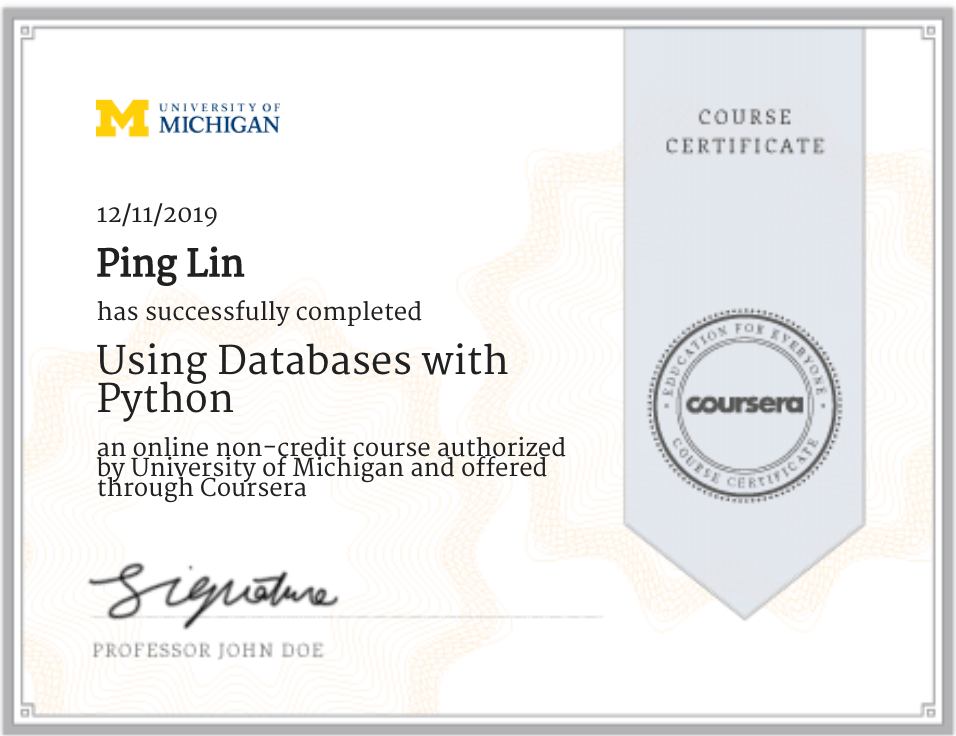 UNIVERSITY OF
MICHIGAN
COURSE
CERTIFICATE
12/11/2019
Ping Lin
has successfully completed
Using Databases with
Python
an online non-credit course authorized
by University of Michigan and offered
through Coursera
EDUCATION FOR EVERYONE
coursera
COURSE CERTIFICATE
Signature
PROFESSOR JOHN DOE